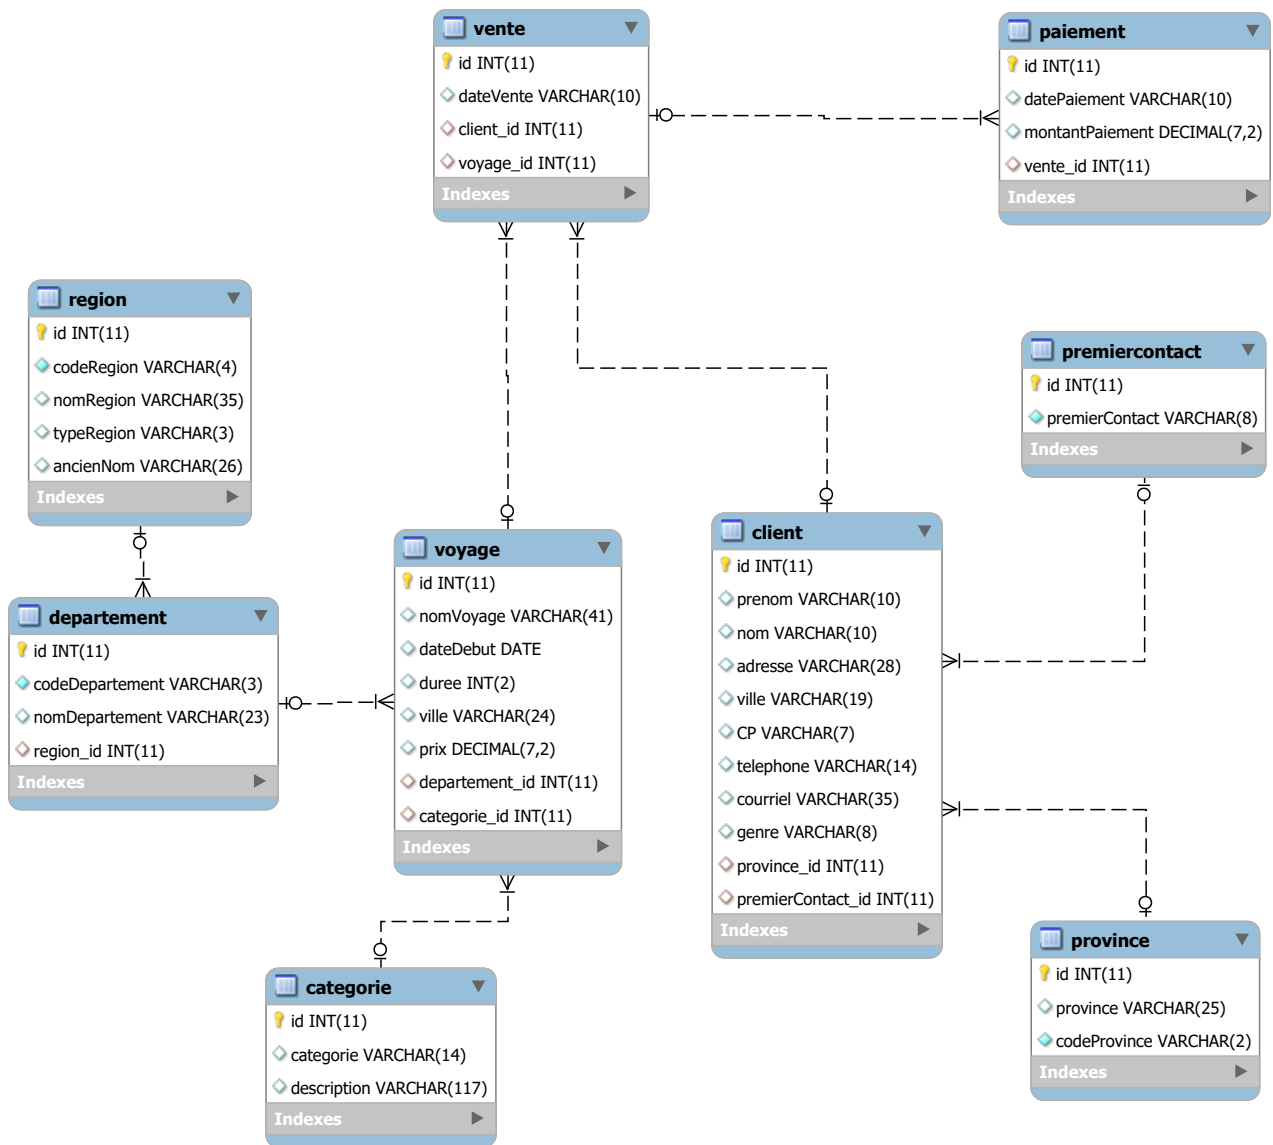 vente
id INT(11)
dateVente VARCHAR(10)
client_id INT(11)
voyage_id INT(11)
Indexes
paiement
id INT(11)
datePaiement VARCHAR(10)
montantPaiement DECIMAL(7,2)
vente_id INT(11)
Indexes
region
id INT(11)
codeRegion VARCHAR(4)
nomRegion VARCHAR(35)
typeRegion VARCHAR(3)
ancienNom VARCHAR(26)
Indexes
premiercontact
id INT(11)
premierContact VARCHAR(8)
Indexes
departement
id INT(11)
codeDepartement VARCHAR(3)
nomDepartement VARCHAR(23)
region_id INT(11)
Indexes
voyage
id INT(11)
nomVoyage VARCHAR(41)
dateDebut DATE
duree INT(2)
ville VARCHAR(24)
prix DECIMAL(7,2)
departement_id INT(11)
categorie_id INT(11)
Indexes
client
id INT(11)
prenom VARCHAR(10)
nom VARCHAR(10)
adresse VARCHAR(28)
ville VARCHAR(19)
CP VARCHAR(7)
telephone VARCHAR(14)
courriel VARCHAR(35)
genre VARCHAR(8)
province_id INT(11)
premierContact_id INT(11)
Indexes
categorie
id INT(11)
categorie VARCHAR(14)
description VARCHAR(117)
Indexes
province
id INT(11)
province VARCHAR(25)
codeProvince VARCHAR(2)
Indexes